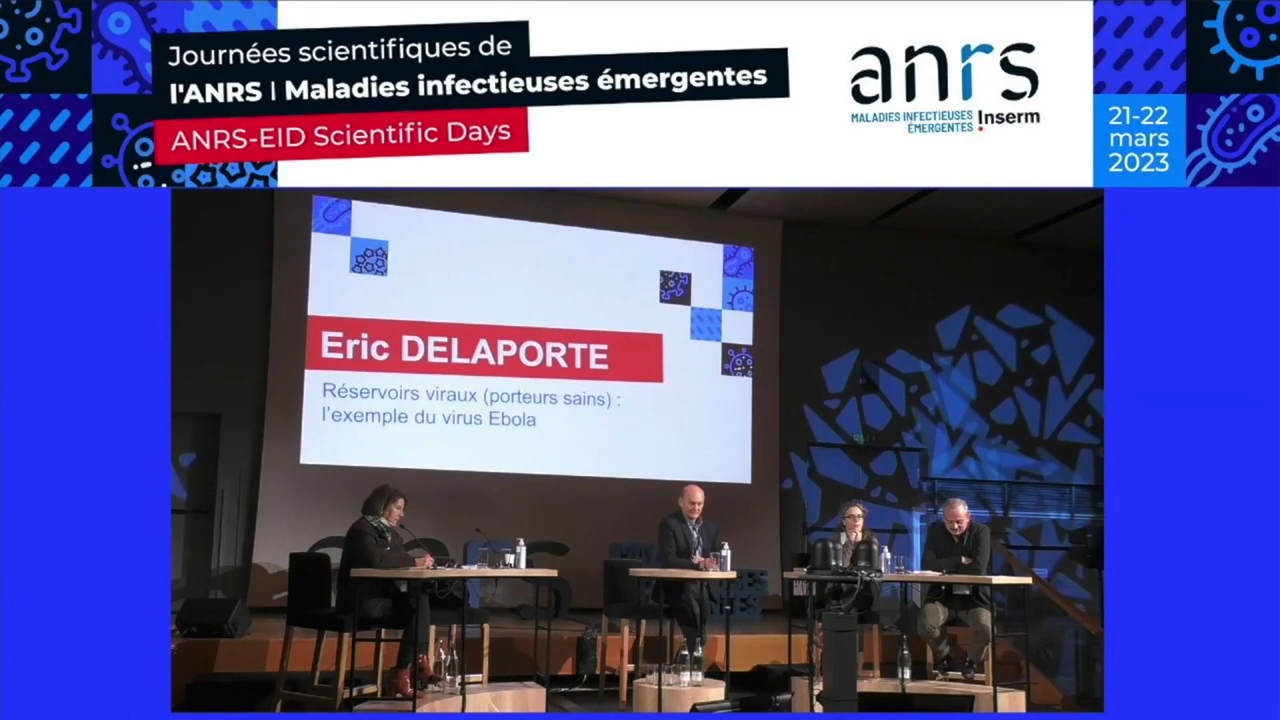 Journées scientifiques de
l'ANRS | Maladies infectieuses émergentes
ANRS-EID Scientific Days
anrs
MALADIES INFECTIEUSES
ÉMERGENTES
Inserm
21-22
mars
2023
Eric DELAPORTE
Réservoirs viraux (porteurs sains) :
l'exemple du virus Ebola